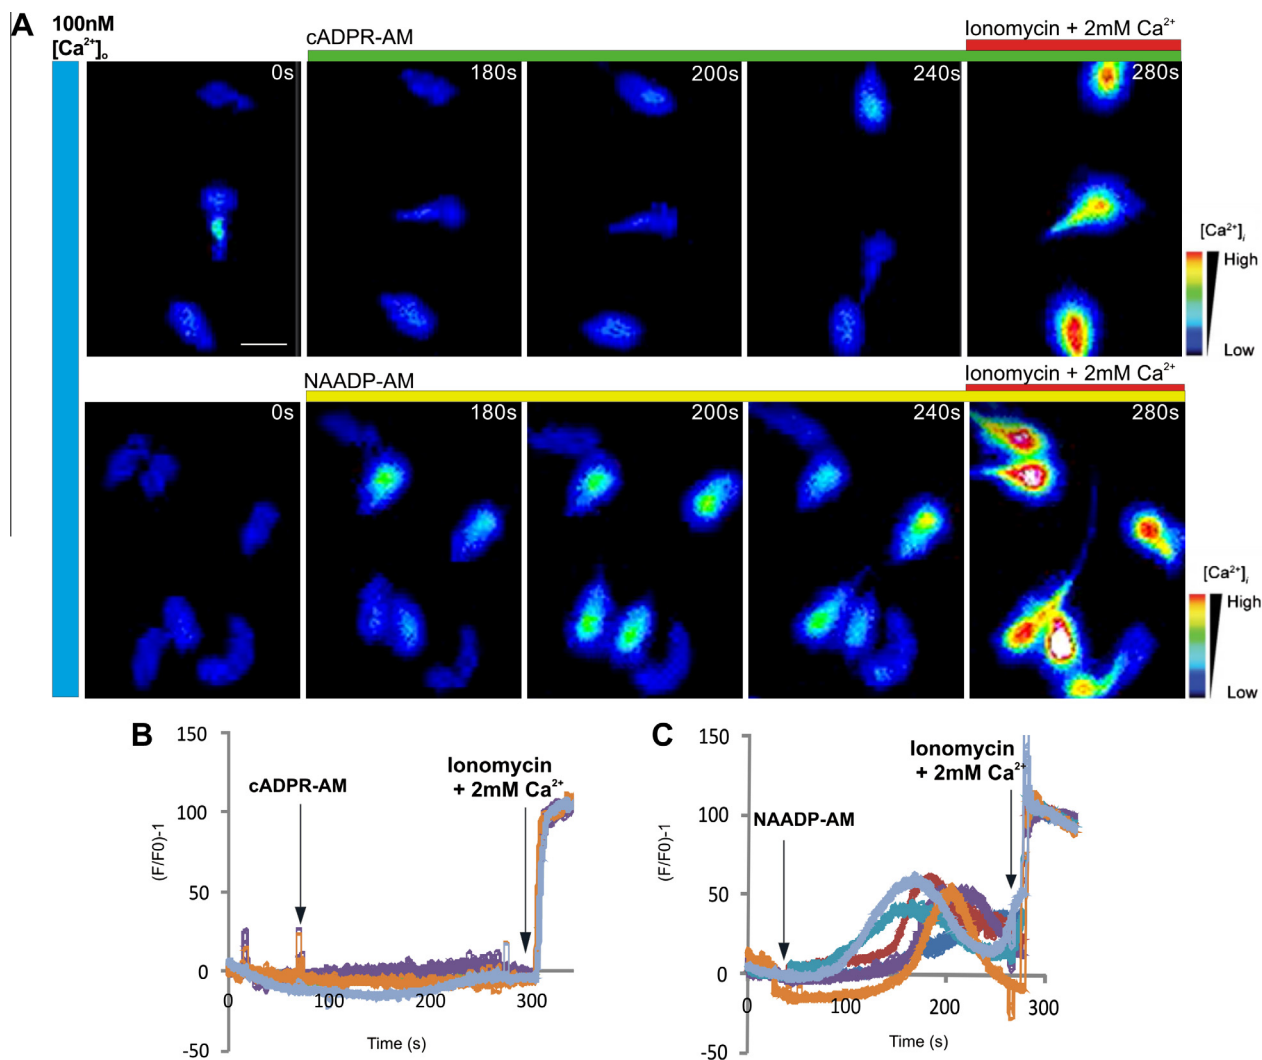 A
100nM
[Ca²⁺]ₒ
cADPR-AM
Ionomycin + 2mM Ca²⁺
0s
180s
200s
240s
280s
[Ca²⁺]ᵢ
High
Low
NAADP-AM
Ionomycin + 2mM Ca²⁺
0s
180s
200s
240s
280s
[Ca²⁺]ᵢ
High
Low
B
150
100
50
0
-50
(F/F0)-1
cADPR-AM
Ionomycin
+ 2mM Ca²⁺
0
100
200
300
Time (s)
C
150
100
50
0
-50
(F/F0)-1
NAADP-AM
Ionomycin
+ 2mM Ca²⁺
0
100
200
300
Time (s)